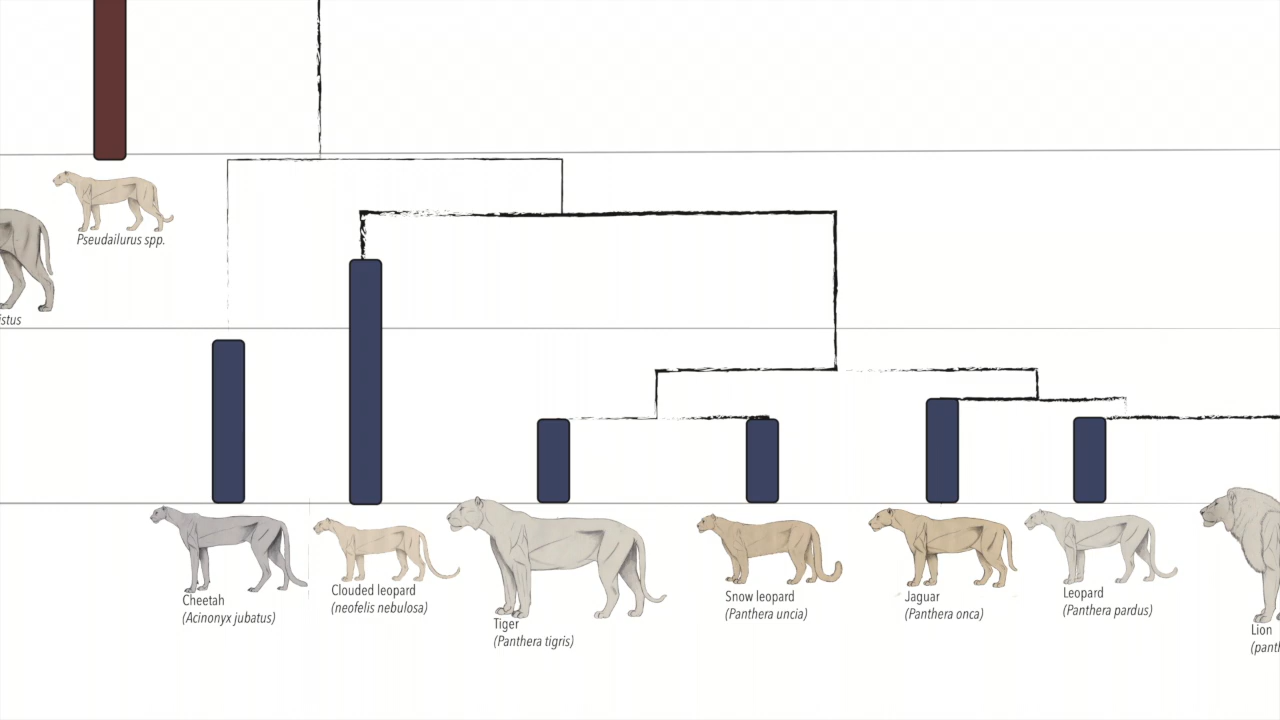 Pseudailurus spp.
istus
Cheetah
(Acinonyx jubatus)
Clouded leopard
(neofelis nebulosa)
Tiger
(Panthera tigris)
Snow leopard
(Panthera uncia)
Jaguar
(Panthera onca)
Leopard
(Panthera pardus)
Lion
(panth